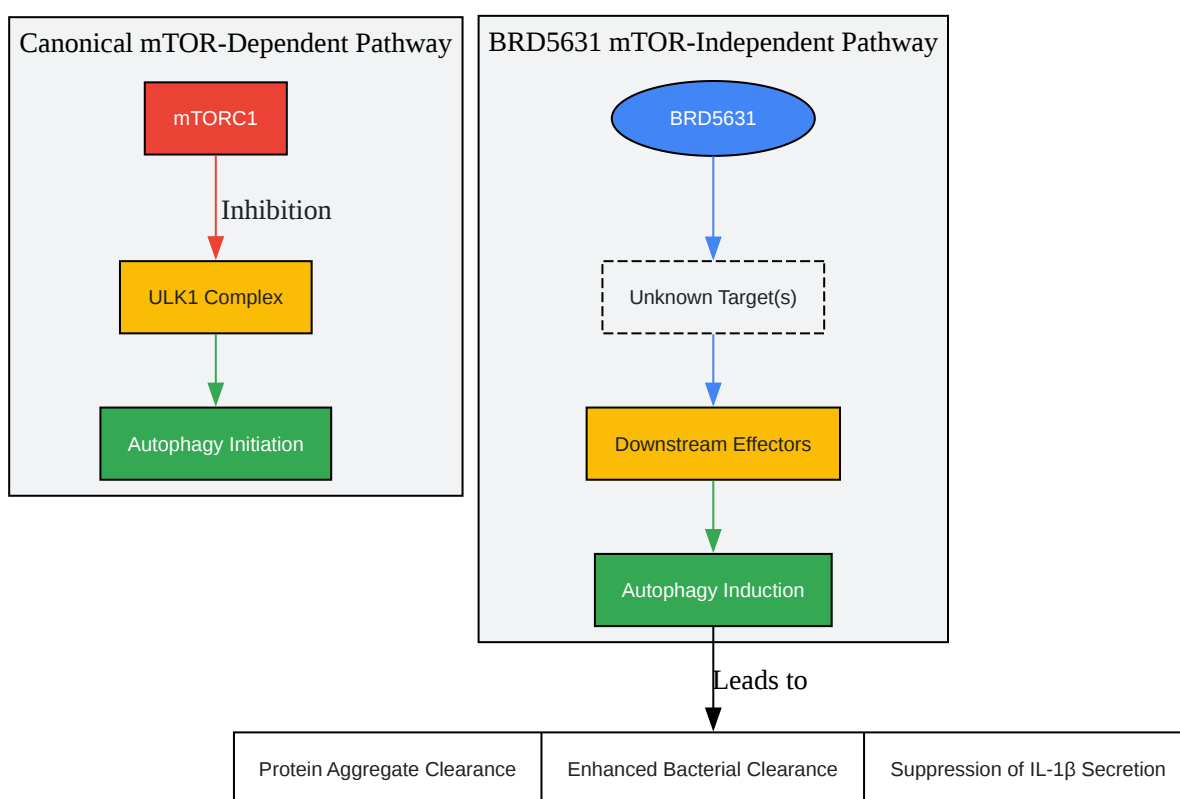 Canonical mTOR-Dependent Pathway
mTORC1
Inhibition
ULK1 Complex
Autophagy Initiation
BRD5631 mTOR-Independent Pathway
BRD5631
Unknown Target(s)
Downstream Effectors
Autophagy Induction
Leads to
Protein Aggregate Clearance
Enhanced Bacterial Clearance
Suppression of IL-1β Secretion